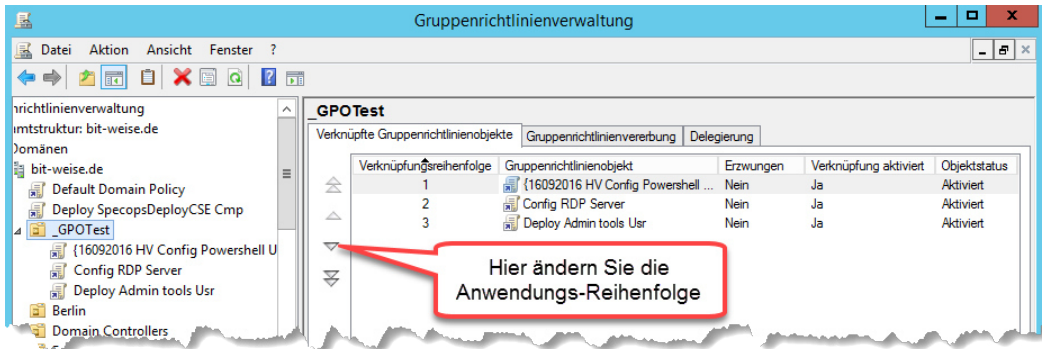 Gruppenrichtlinienverwaltung
Datei Aktion Ansicht Fenster ?
nrichtlinienverwaltung
amtstruktur: bit-weise.de
Domänen
bit-weise.de
Default Domain Policy
Deploy SpecopsDeployCSE Cmp
_GPOTest
{16092016 HV Config Powershell U
Config RDP Server
Deploy Admin tools Usr
Berlin
Domain Controllers
_GPOTest
Verknüpfte Gruppenrichtlinienobjekte Gruppenrichtlinienvererbung Delegierung
Verknüpfungsreihenfolge Gruppenrichtlinienobjekt Erzwungen Verknüpfung aktiviert Objektstatus
1 {16092016 HV Config Powershell ... Nein Ja Aktiviert
2 Config RDP Server Nein Ja Aktiviert
3 Deploy Admin tools Usr Nein Ja Aktiviert
Hier ändern Sie die
Anwendungs-Reihenfolge